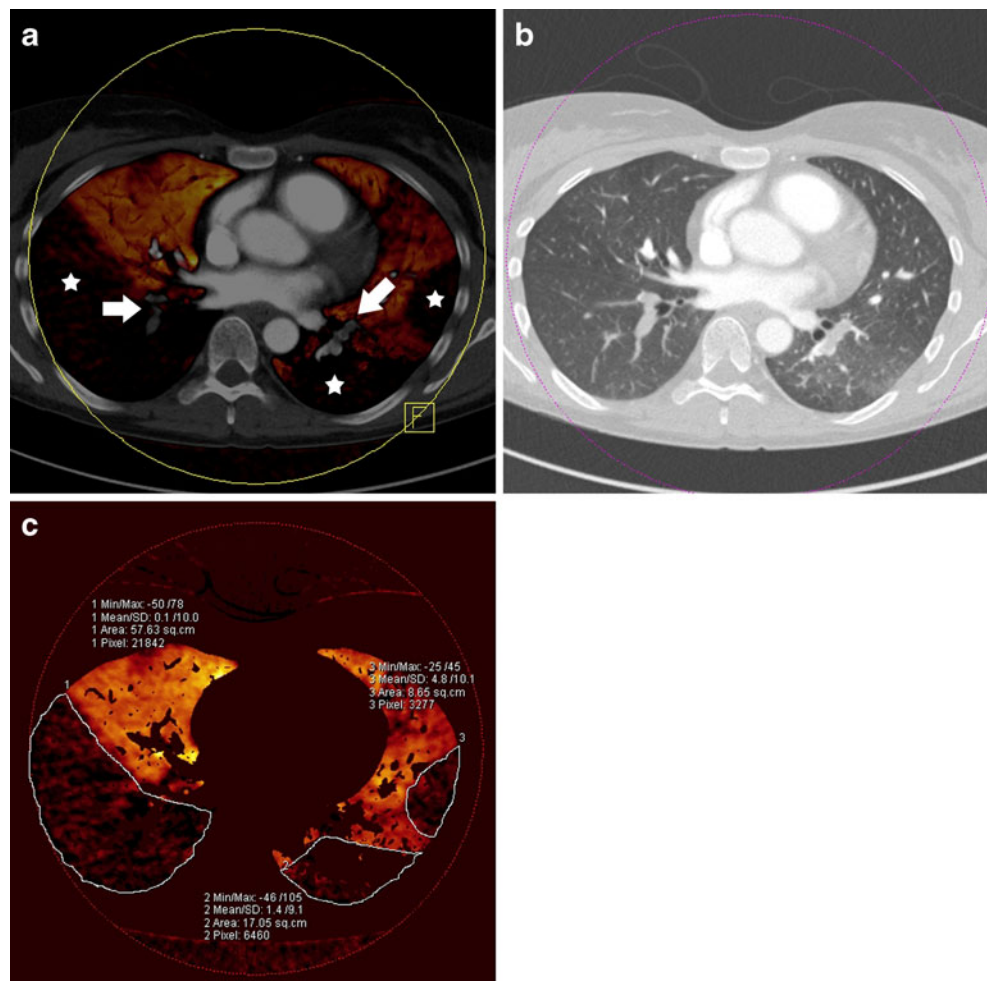 a
b
F
c
1 Min/Max: -50 /78
1 Mean/SD: 0.1 /10.0
1 Area: 57.63 sq.cm
1 Pixel: 21842
1
3 Min/Max: -25 /45
3 Mean/SD: 4.8 /10.1
3 Area: 8.65 sq.cm
3 Pixel: 3277
3
2
2 Min/Max: -46 /105
2 Mean/SD: 1.4 /9.1
2 Area: 17.05 sq.cm
2 Pixel: 6460